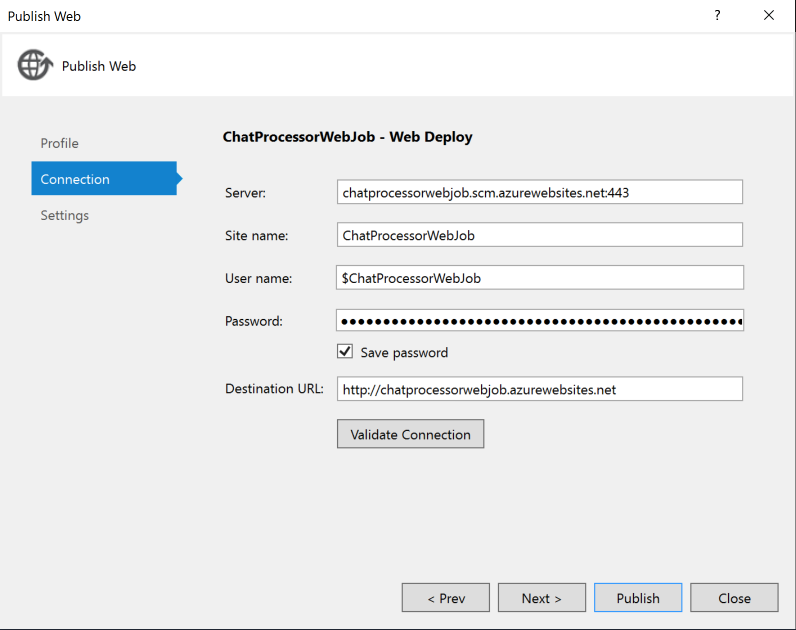 Publish Web
?
Publish Web
Profile
Connection
Settings
ChatProcessorWebJob - Web Deploy
Server: chatprocessorwebjob.scm.azurewebsites.net:443
Site name: ChatProcessorWebJob
User name: $ChatProcessorWebJob
Password: ●●●●●●●●●●●●●●●●●●●●●●●●●●●●●●●●●●●●●●●●●●●●●●●
Save password
Destination URL: http://chatprocessorwebjob.azurewebsites.net
Validate Connection
< Prev Next > Publish Close